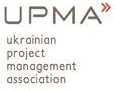 UPMA»
ukrainian
project
management
association